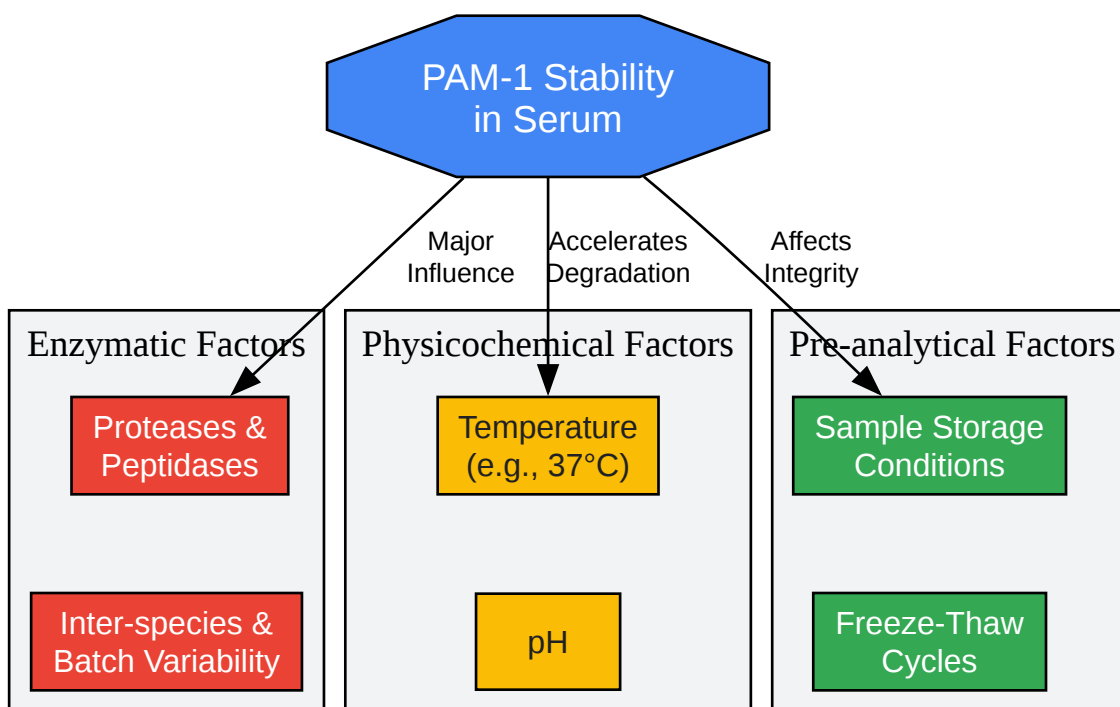 PAM-1 Stability
in Serum
Major
Influence
Accelerates
Degradation
Affects
Integrity
Enzymatic Factors
Proteases &
Peptidases
Inter-species &
Batch Variability
Physicochemical Factors
Temperature
(e.g., 37°C)
pH
Pre-analytical Factors
Sample Storage
Conditions
Freeze-Thaw
Cycles